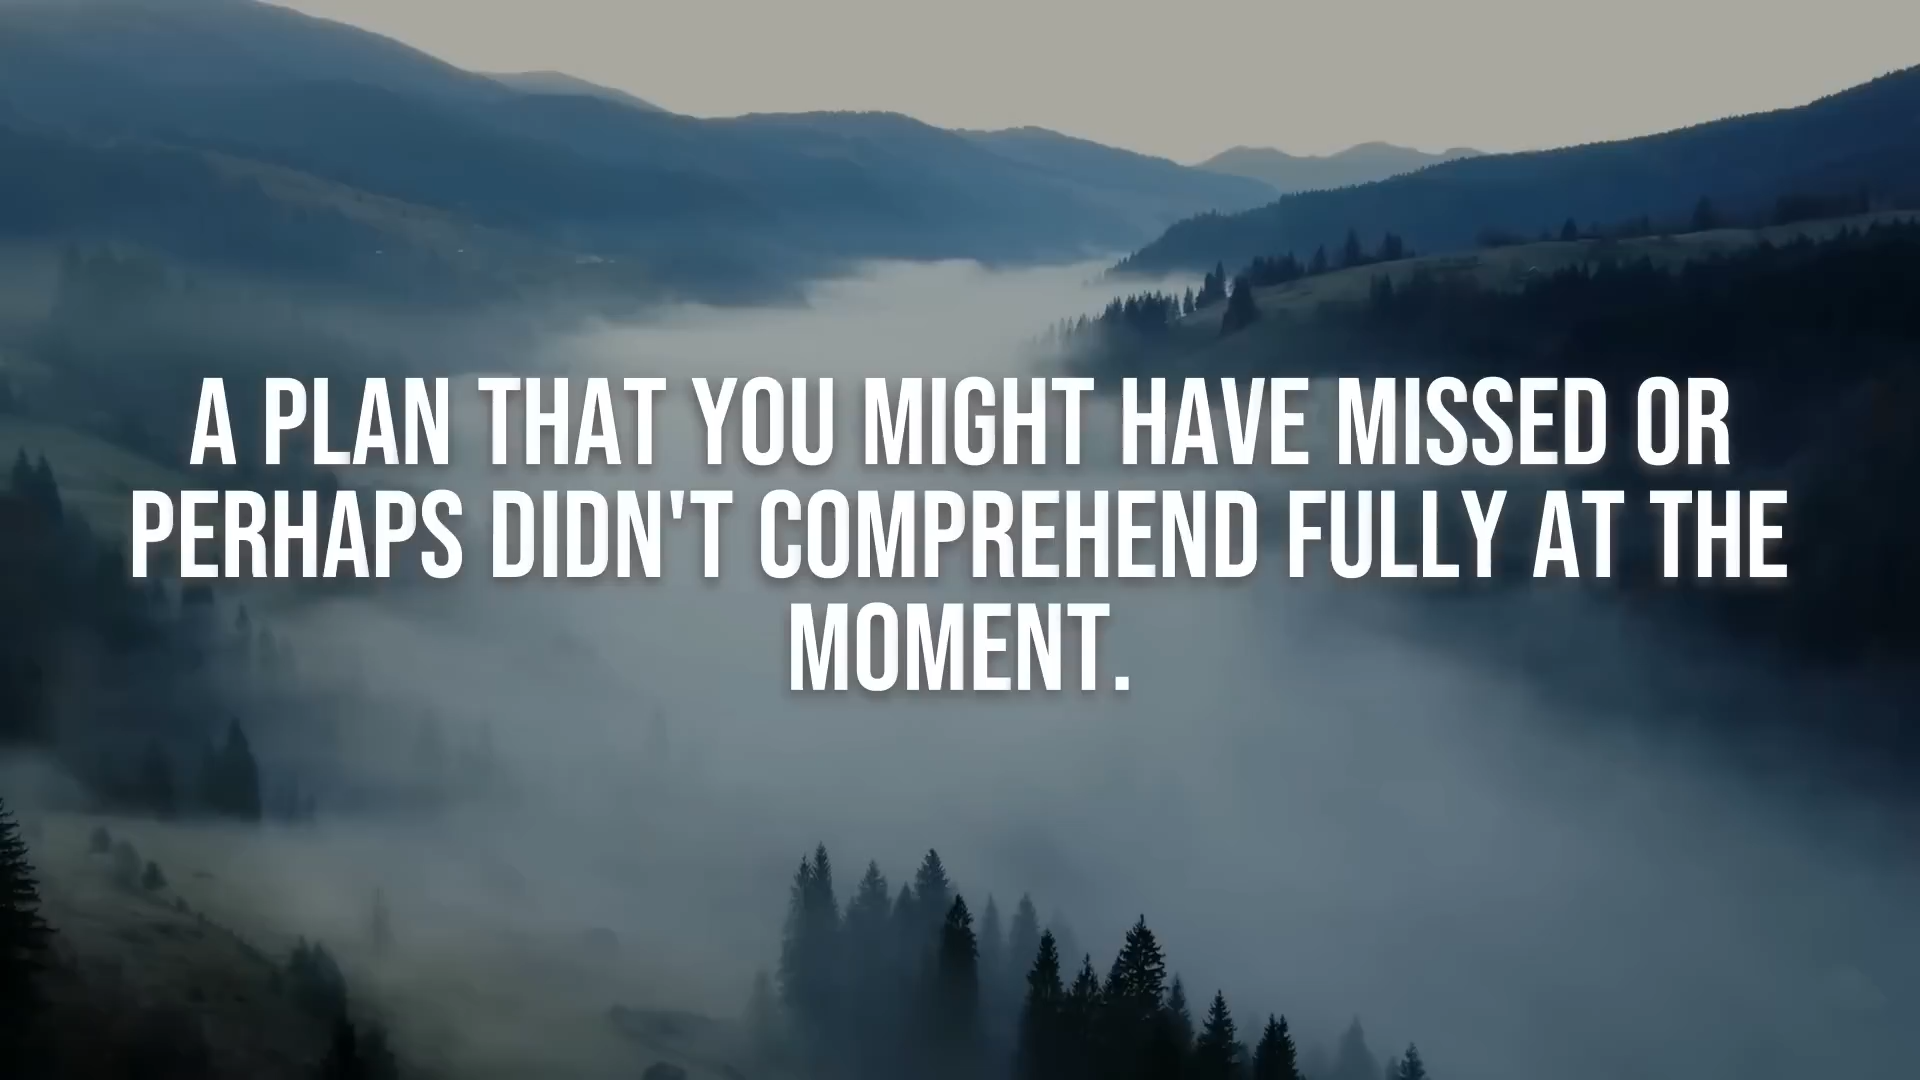 A PLAN THAT YOU MIGHT HAVE MISSED OR
PERHAPS DIDN'T COMPREHEND FULLY AT THE
MOMENT.